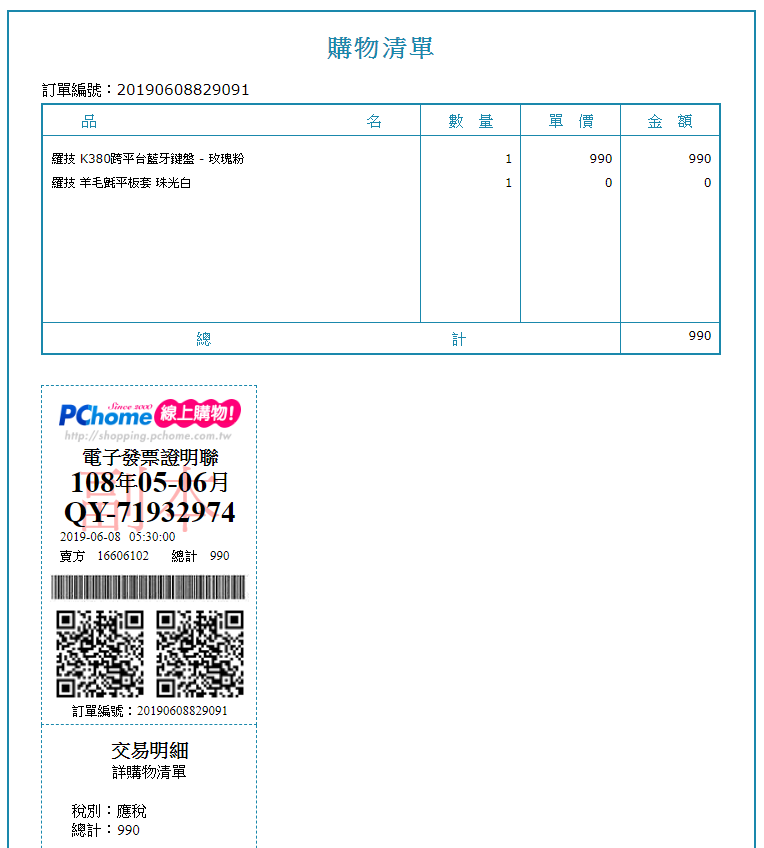 購物清單
訂單編號：20190608829091
品 名 數 量 單 價 金 額
羅技 K380跨平台藍牙鍵盤 - 玫瑰粉 1 990 990
羅技 羊毛氈平板套 珠光白 1 0 0
總 計 990
Since 2000
PChome 線上購物!
http://shopping.pchome.com.tw
電子發票證明聯
副本
108年05-06月
QY-71932974
2019-06-08 05:30:00
賣方 16606102 總計 990
訂單編號：20190608829091
交易明細
詳購物清單
稅別：應稅
總計：990